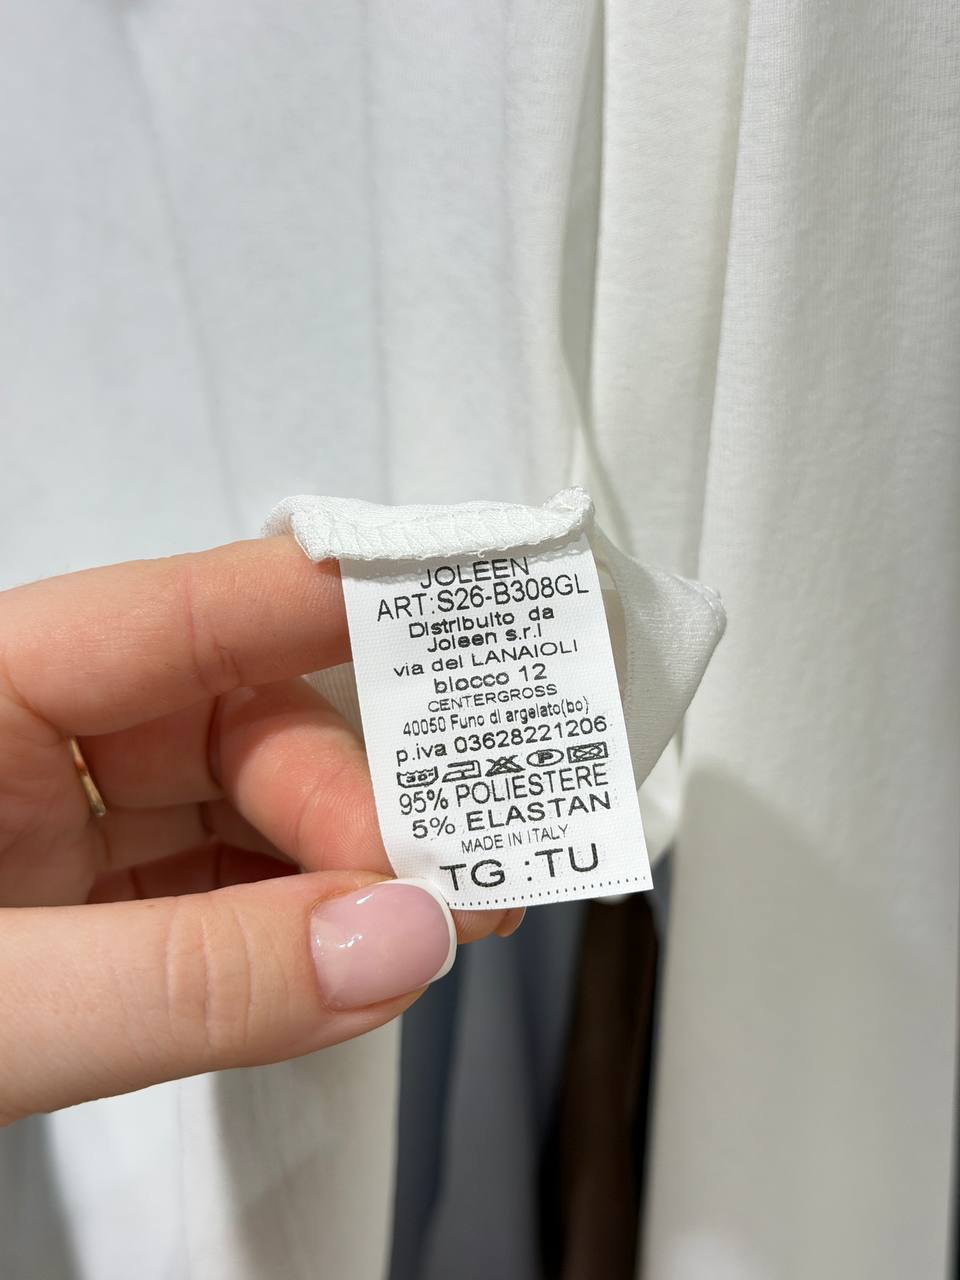 JOLEEN
ART:S26-B308GL
Distribuito da
Joleen s.r.l
via del LANAIOLI
blocco 12
CENTERGROSS
40050 Funo di argelato(bo)
p.iva 03628221206
30°
P
95% POLIESTERE
5% ELASTAN
MADE IN ITALY
TG :TU